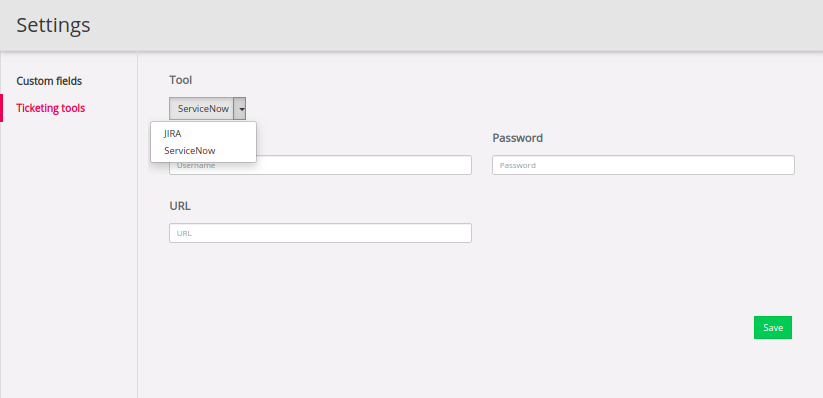 Settings
Custom fields
Ticketing tools
Tool
ServiceNow
JIRA
ServiceNow
Password
Username
Password
URL
URL
Save